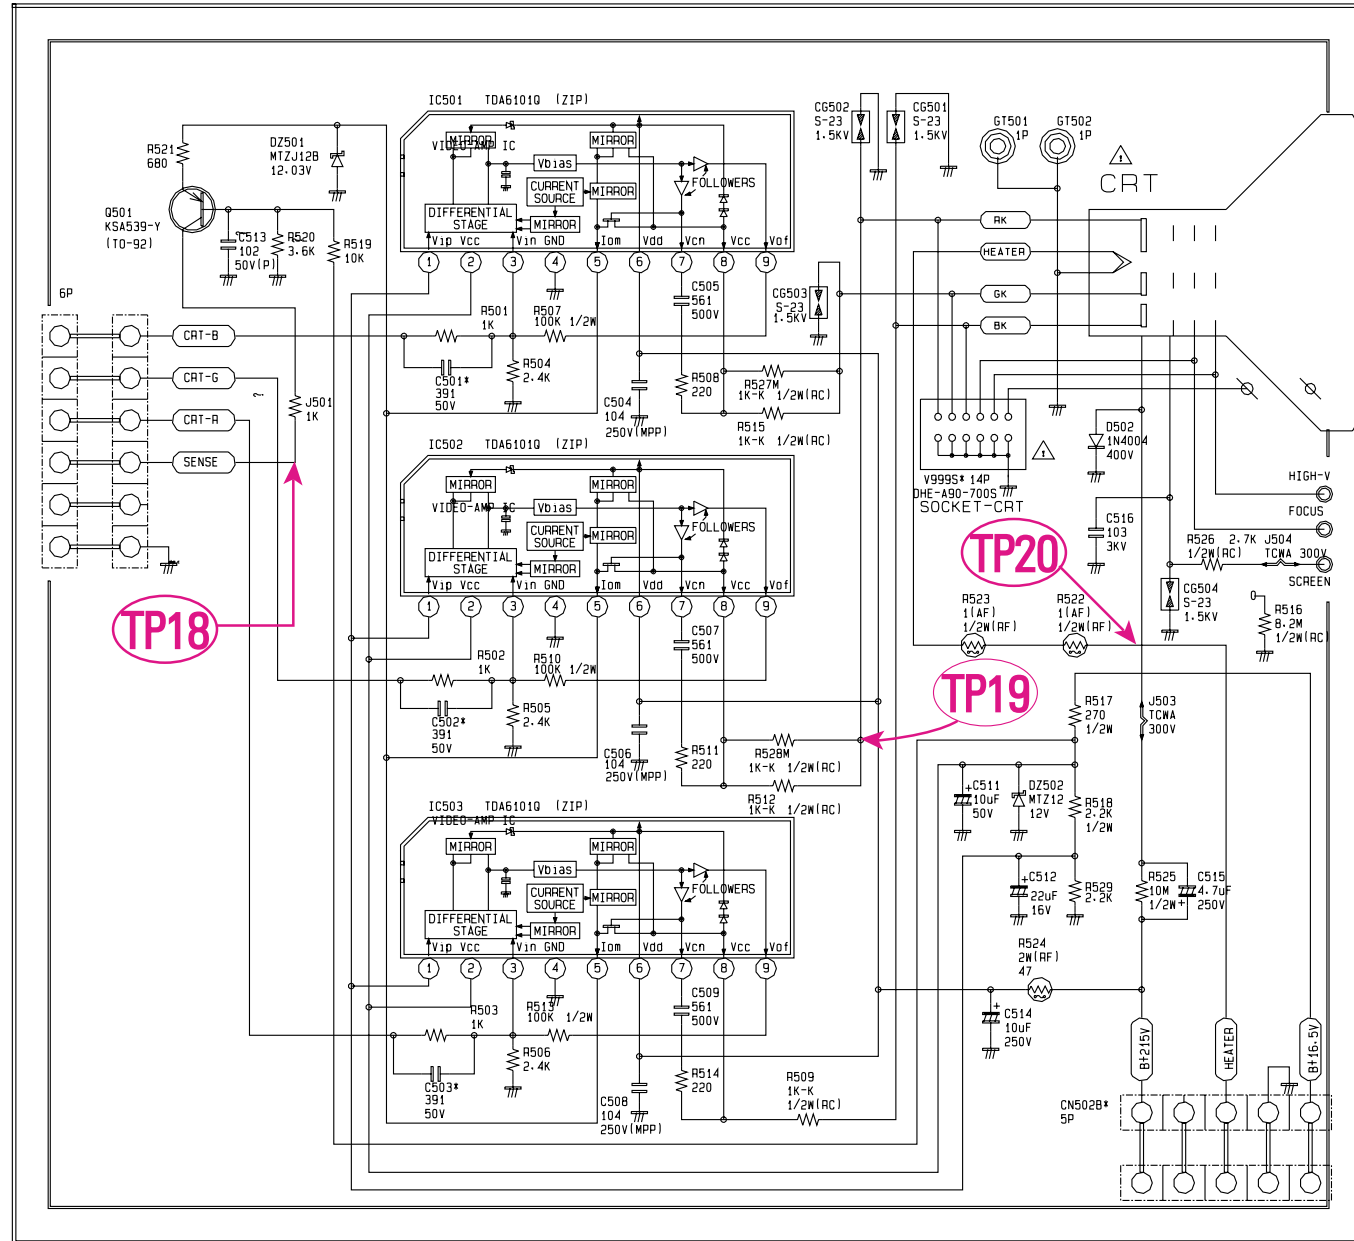 IC501 TDA6101Q (ZIP)
MIRROR
MIRROR
VIDEO-AMP IC
Vbias
FOLLOWERS
CURRENT
SOURCE
MIRROR
DIFFERENTIAL
STAGE
MIRROR
Vip Vcc Vin GND Iom Vdd Vcn Vcc Vof
1 2 3 4 5 6 7 8 9
R521
680
DZ501
MTZJ12B
12.03V
Q501
KSA539-Y
(TO-92)
C513
102
50V(P)
R520
3.6K
R519
10K
CG502
S-23
1.5KV
CG501
S-23
1.5KV
GT501
1P
GT502
1P
CRT
RK
HEATER
GK
BK
CG503
S-23
1.5KV
6P
CRT-B
CRT-G
CRT-R
SENSE
J501
1K
R501
1K
R507
100K 1/2W
C501*
391
50V
R504
2.4K
C505
561
500V
R508
220
C504
104
250V(MPP)
R527M
1K-K 1/2W(RC)
R515
1K-K 1/2W(RC)
V999S* 14P
DHE-A90-700S
SOCKET-CRT
D502
1N4004
400V
C516
103
3KV
HIGH-V
FOCUS
R526 2.7K J504
1/2W(RC) TCWA 300V
SCREEN
CG504
S-23
1.5KV
R516
8.2M
1/2W(RC)
TP18
TP20
TP19
IC502 TDA6101Q (ZIP)
MIRROR
MIRROR
VIDEO-AMP IC
Vbias
FOLLOWERS
CURRENT
SOURCE
MIRROR
DIFFERENTIAL
STAGE
MIRROR
Vip Vcc Vin GND Iom Vdd Vcn Vcc Vof
1 2 3 4 5 6 7 8 9
R523
1(AF)
1/2W(RF)
R522
1(AF)
1/2W(RF)
R502
1K
R510
100K 1/2W
C502*
391
50V
R505
2.4K
C507
561
500V
R511
220
C506
104
250V(MPP)
R528M
1K-K 1/2W(RC)
R512
1K-K 1/2W(RC)
R517
270
1/2W
J503
TCWA
300V
C511
10uF
50V
DZ502
MTZ12
12V
R518
2.2K
1/2W
IC503 TDA6101Q (ZIP)
VIDEO-AMP IC
MIRROR
MIRROR
Vbias
FOLLOWERS
CURRENT
SOURCE
MIRROR
DIFFERENTIAL
STAGE
MIRROR
Vip Vcc Vin GND Iom Vdd Vcn Vcc Vof
1 2 3 4 5 6 7 8 9
C512
22uF
16V
R529
2.2K
R525
10M
1/2W
C515
4.7uF
250V
R524
2W(RF)
47
C514
10uF
250V
R503
1K
R513
100K 1/2W
C503*
391
50V
R506
2.4K
C509
561
500V
R514
220
C508
104
250V(MPP)
R509
1K-K
1/2W(RC)
B+215V
HEATER
B+16.5V
CN502B*
5P